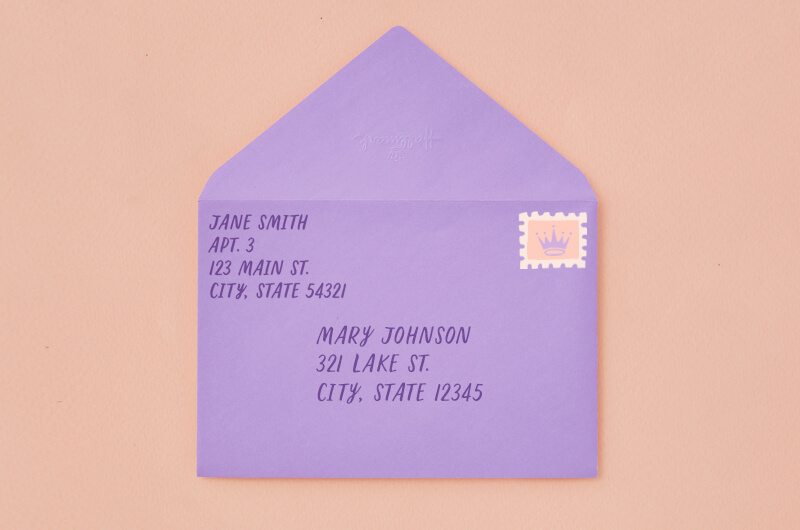 JANE SMITH
APT. 3
123 MAIN ST.
CITY, STATE 54321
MARY JOHNSON
321 LAKE ST.
CITY, STATE 12345